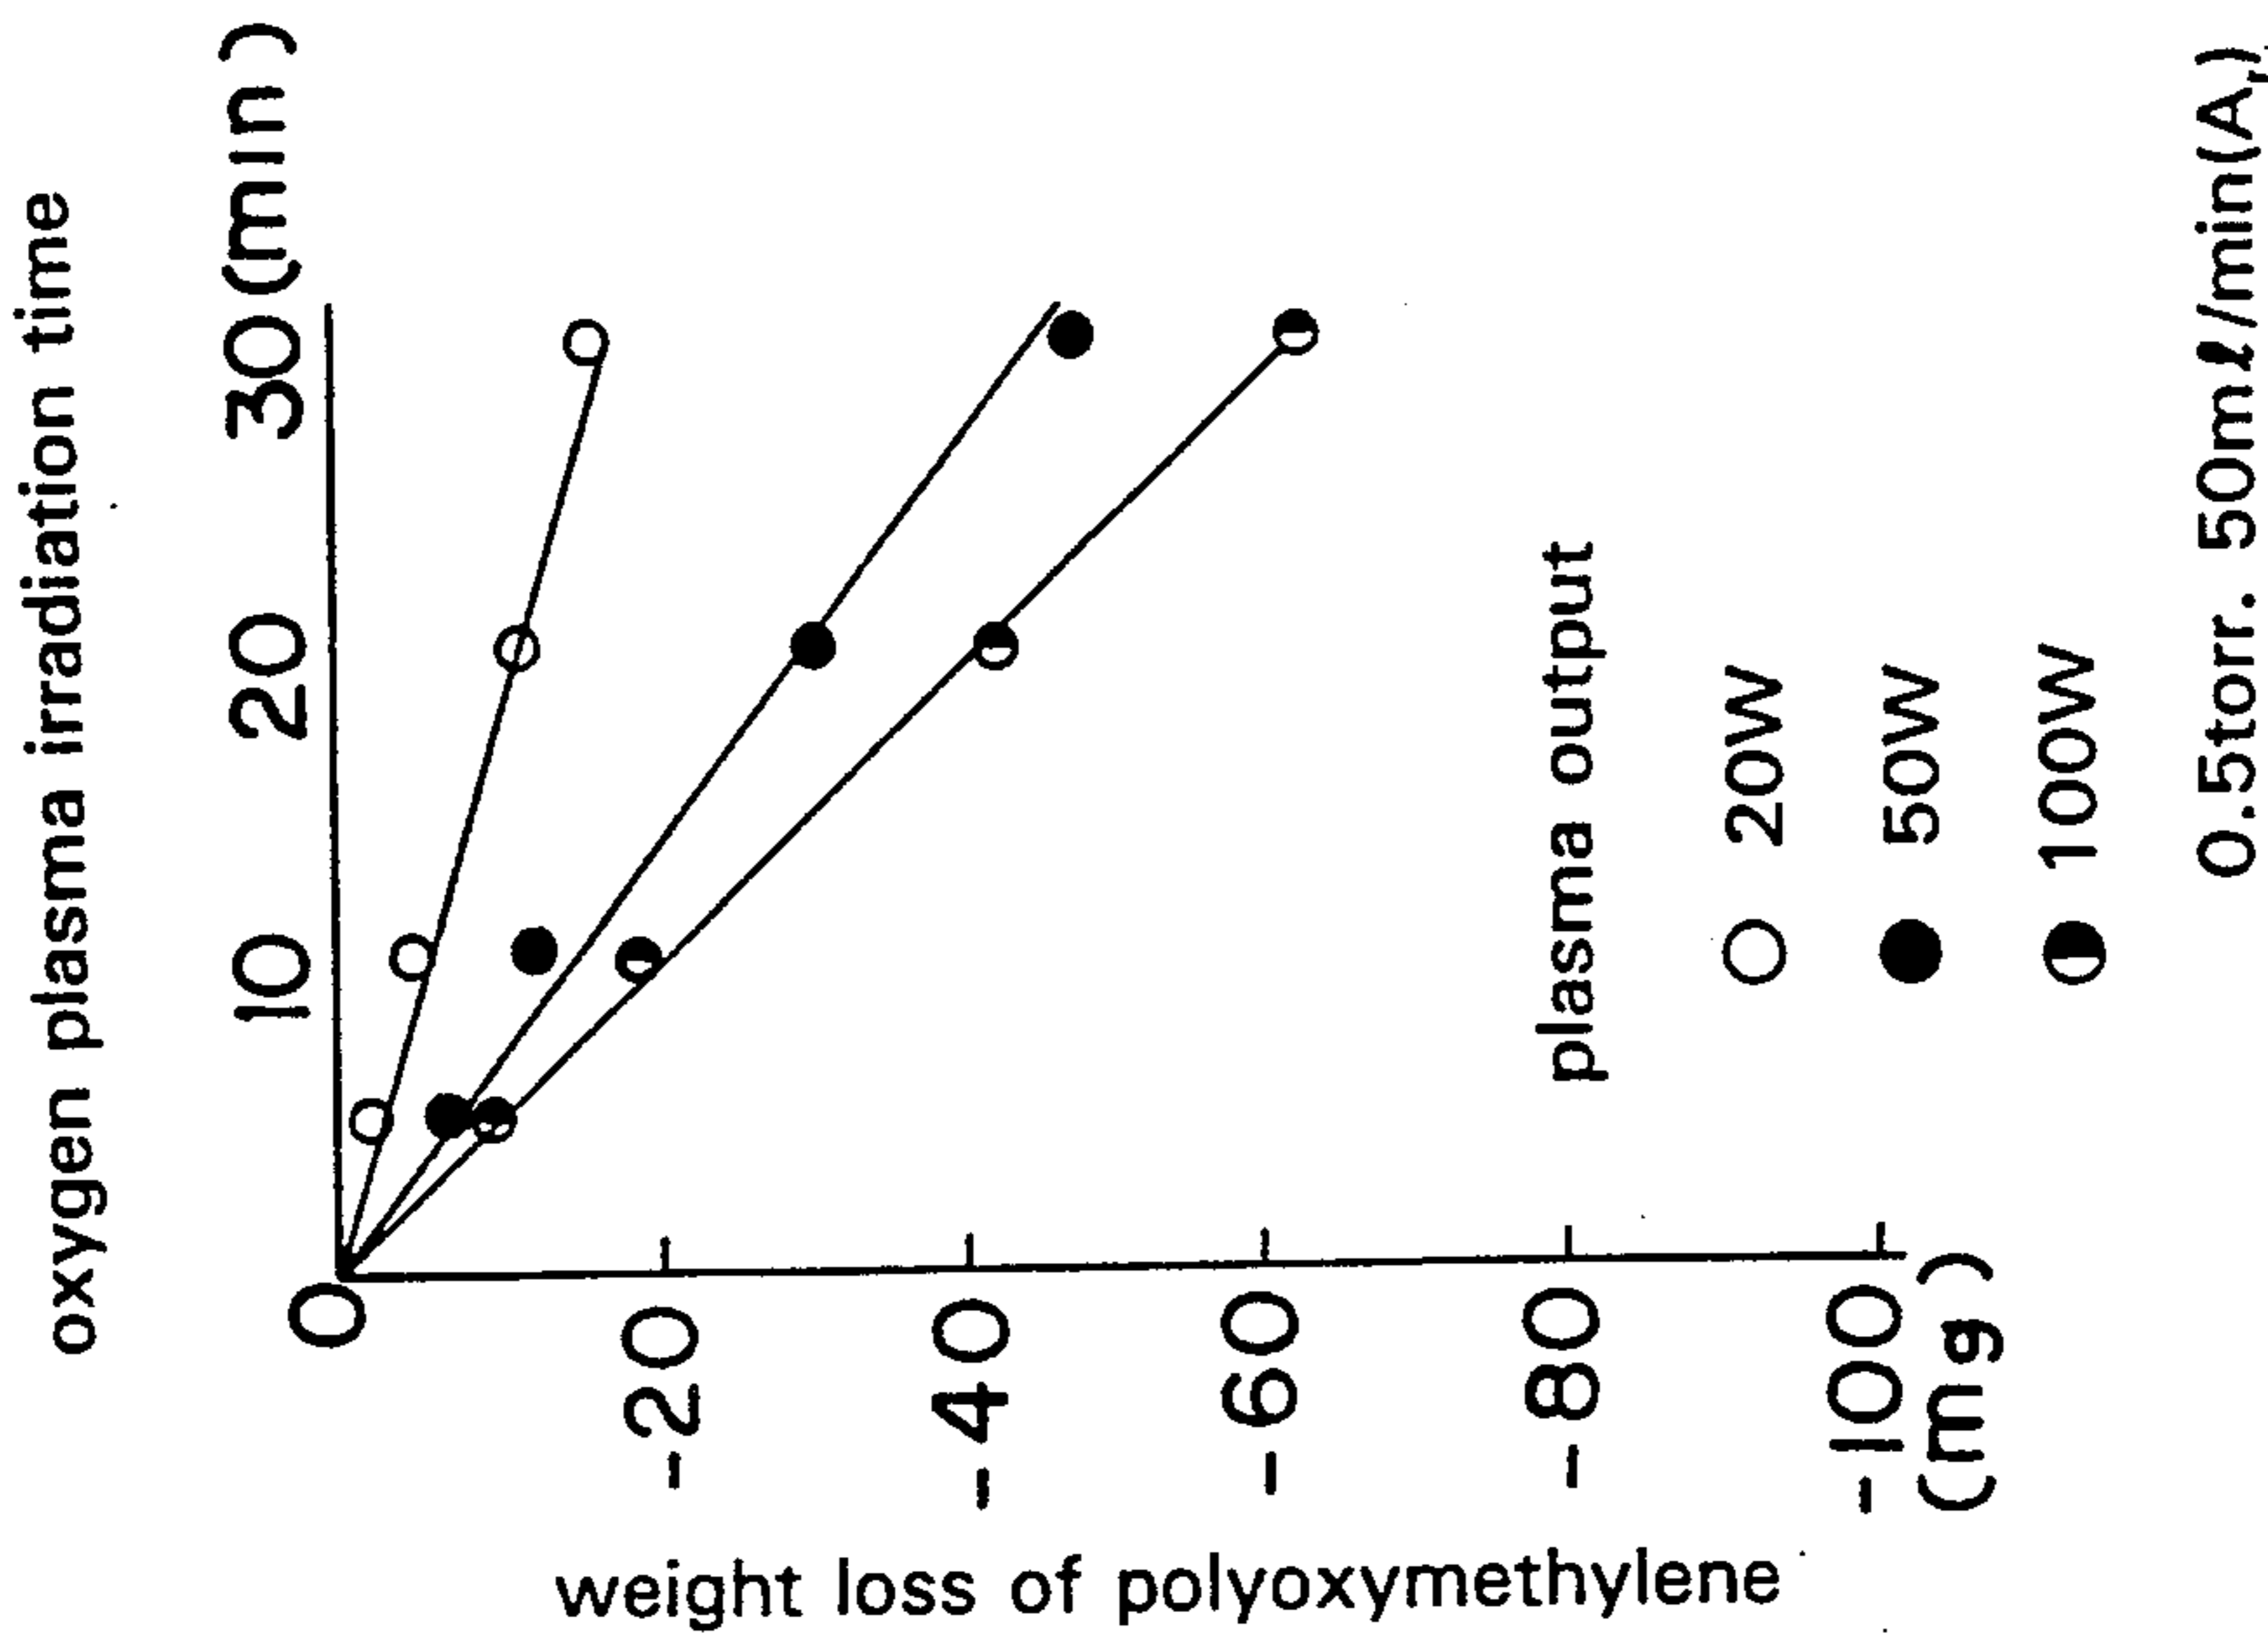 oxygen plasma irradiation time
0 10 20 30 (min)
-20
-40
-60
-80
-100
(mg)
weight loss of polyoxymethylene
plasma output
20W
50W
100W
0.5torr. 50mℓ/min(A,)